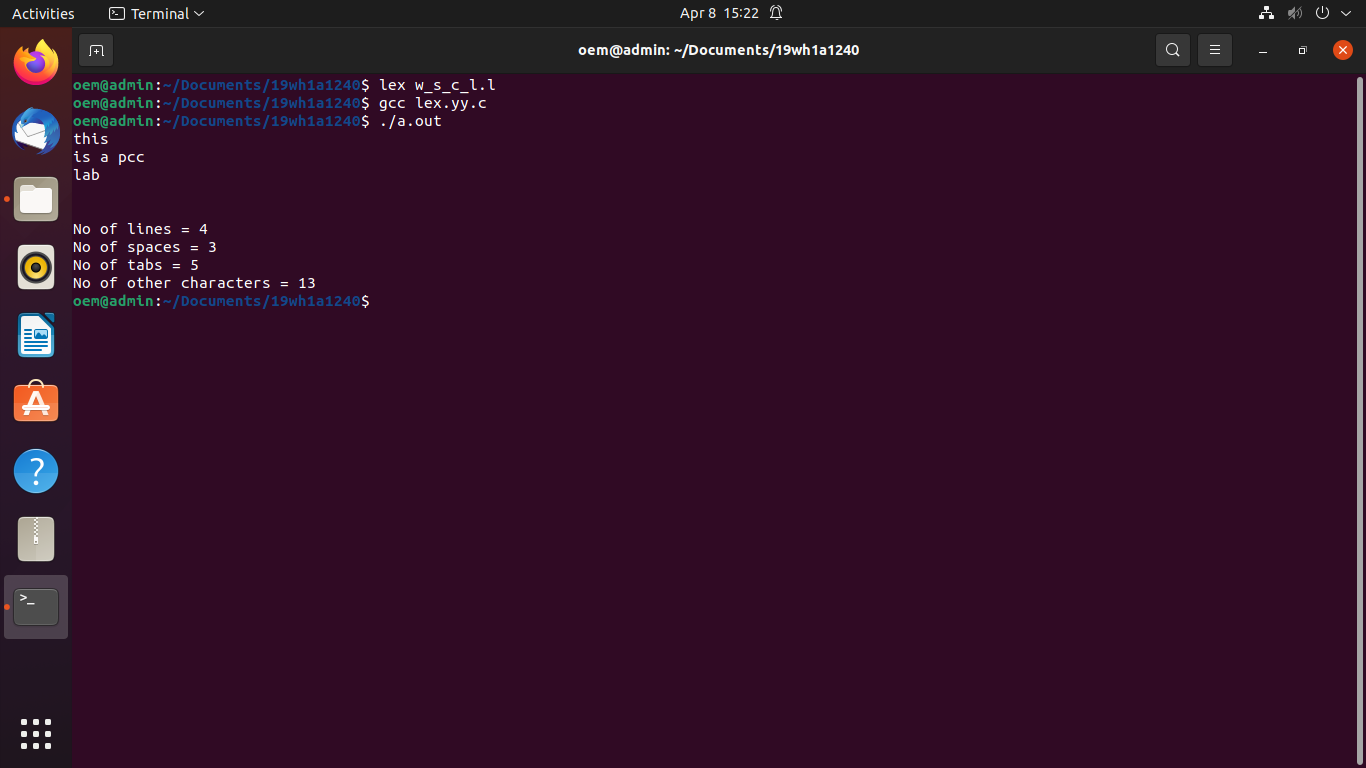 Activities
Terminal
Apr 8 15:22
oem@admin: ~/Documents/19wh1a1240
oem@admin:~/Documents/19wh1a1240$ lex w_s_c_l.l
oem@admin:~/Documents/19wh1a1240$ gcc lex.yy.c
oem@admin:~/Documents/19wh1a1240$ ./a.out
this
is a pcc
lab
No of lines = 4
No of spaces = 3
No of tabs = 5
No of other characters = 13
oem@admin:~/Documents/19wh1a1240$